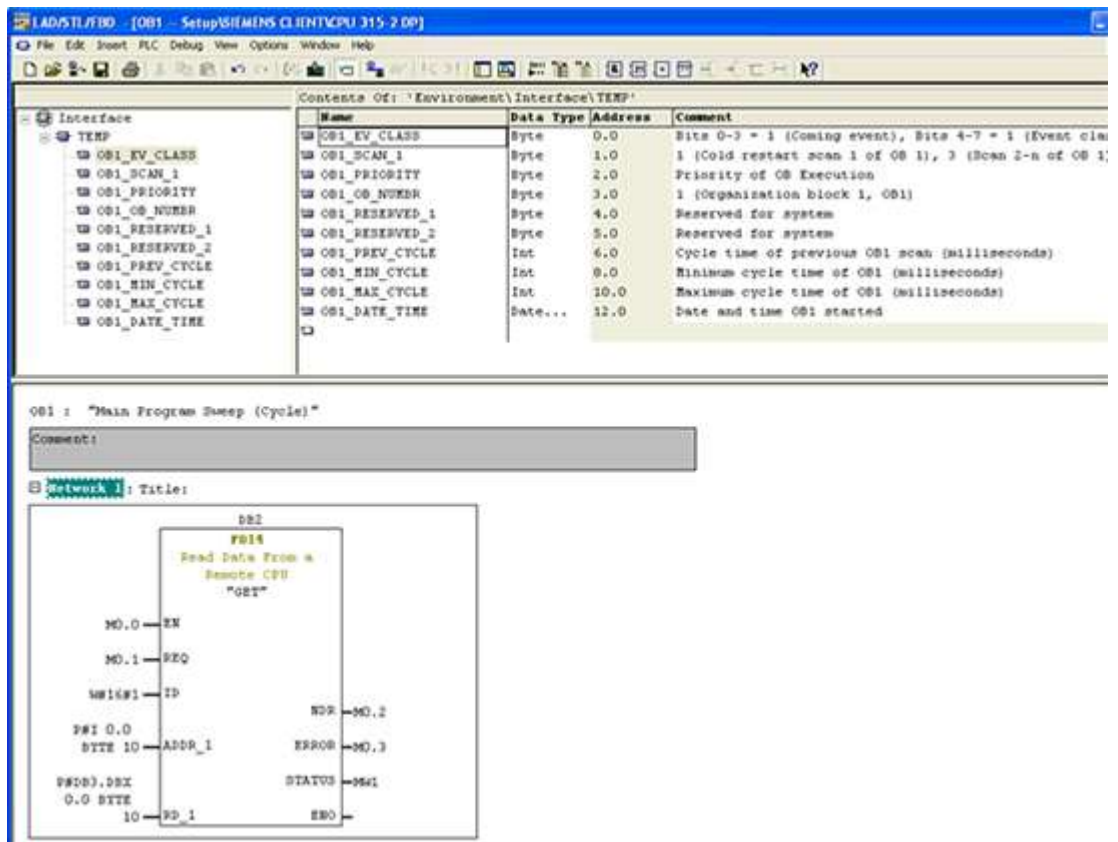 LAD/STL/FBD - [OB1 -- Setup\SIEMENS CLIENT\CPU 315-2 DP]
File Edit Insert PLC Debug View Options Window Help
Contents Of: 'Environment\Interface\TEMP'
Interface
TEMP
OB1_EV_CLASS
OB1_SCAN_1
OB1_PRIORITY
OB1_OB_NUMBR
OB1_RESERVED_1
OB1_RESERVED_2
OB1_PREV_CYCLE
OB1_MIN_CYCLE
OB1_MAX_CYCLE
OB1_DATE_TIME
Name Data Type Address Comment
OB1_EV_CLASS Byte 0.0 Bits 0-3 = 1 (Coming event), Bits 4-7 = 1 (Event clas
OB1_SCAN_1 Byte 1.0 1 (Cold restart scan 1 of OB 1), 3 (Scan 2-n of OB 1)
OB1_PRIORITY Byte 2.0 Priority of OB Execution
OB1_OB_NUMBR Byte 3.0 1 (Organization block 1, OB1)
OB1_RESERVED_1 Byte 4.0 Reserved for system
OB1_RESERVED_2 Byte 5.0 Reserved for system
OB1_PREV_CYCLE Int 6.0 Cycle time of previous OB1 scan (milliseconds)
OB1_MIN_CYCLE Int 8.0 Minimum cycle time of OB1 (milliseconds)
OB1_MAX_CYCLE Int 10.0 Maximum cycle time of OB1 (milliseconds)
OB1_DATE_TIME Date... 12.0 Date and time OB1 started
OB1 : "Main Program Sweep (Cycle)"
Comment:
Network 1: Title:
DB2
FB14
Read Data From a
Remote CPU
"GET"
M0.0 EN
M0.1 REQ
W#16#1 ID
NDR M0.2
P#I 0.0
BYTE 10 ADDR_1 ERROR M0.3
P#DB3.DBX STATUS MW1
0.0 BYTE
10 RD_1 ENO